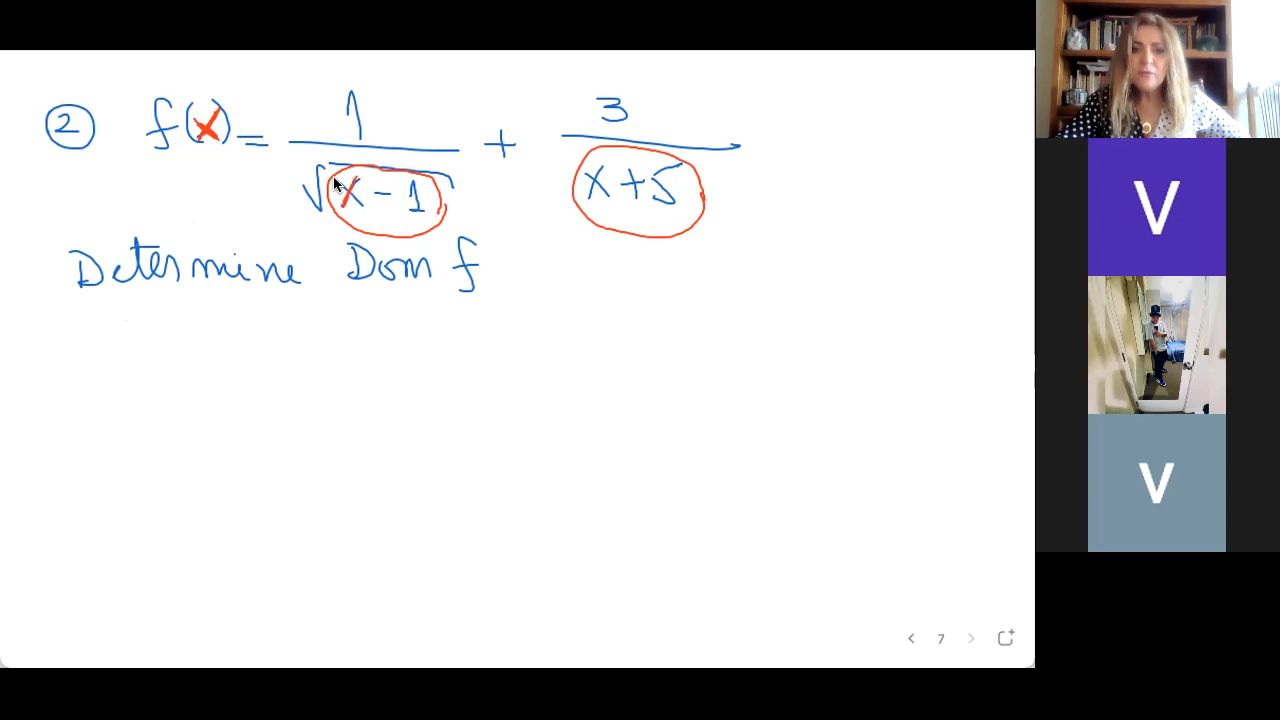 ② f(x) = 1/√(x - 1) + 3/(x + 5)
Determine Dom f
V
V
7